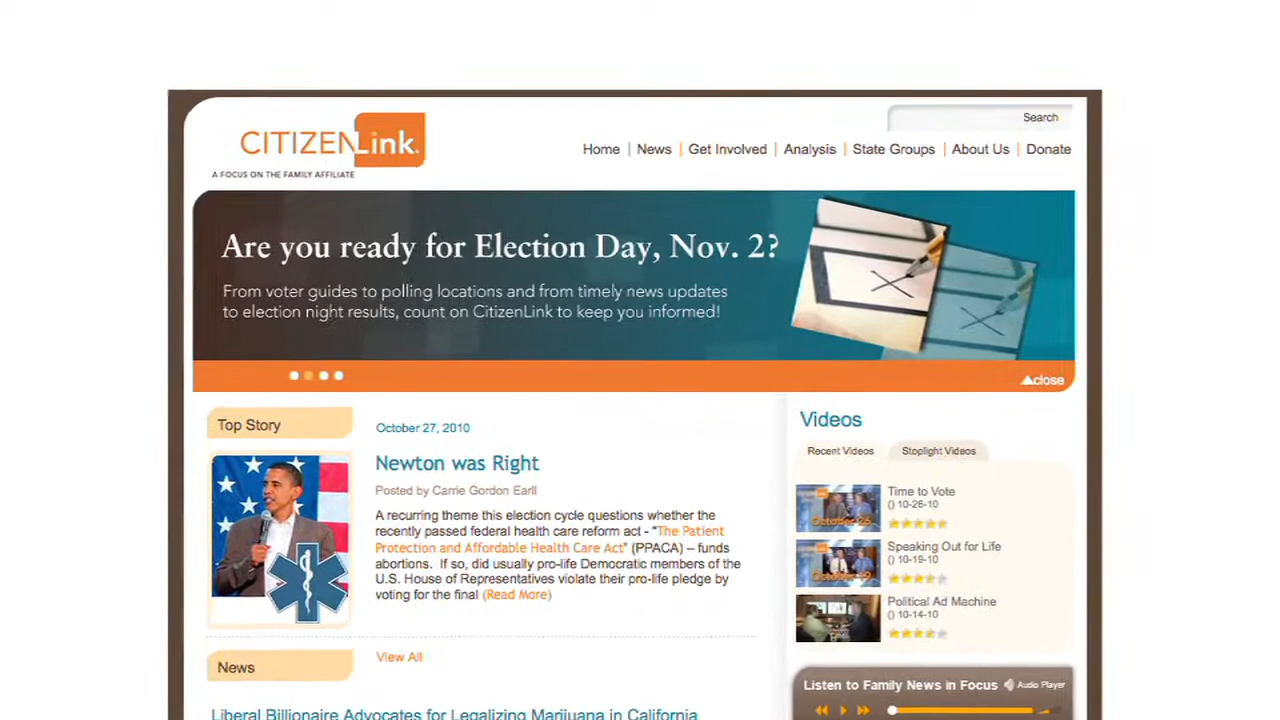 CITIZENLink.
A FOCUS ON THE FAMILY AFFILIATE
Search
Home | News | Get Involved | Analysis | State Groups | About Us | Donate
Are you ready for Election Day, Nov. 2?
From voter guides to polling locations and from timely news updates
to election night results, count on CitizenLink to keep you informed!
close
Top Story
October 27, 2010
Newton was Right
Posted by Carrie Gordon Earll
A recurring theme this election cycle questions whether the
recently passed federal health care reform act - "The Patient
Protection and Affordable Health Care Act" (PPACA) – funds
abortions. If so, did usually pro-life Democratic members of the
U.S. House of Representatives violate their pro-life pledge by
voting for the final (Read More)
View All
News
Liberal Billionaire Advocates for Legalizing Marijuana in California
Videos
Recent Videos
Stoplight Videos
Time to Vote
() 10-26-10
Speaking Out for Life
() 10-19-10
Political Ad Machine
() 10-14-10
Listen to Family News in Focus
Audio Player